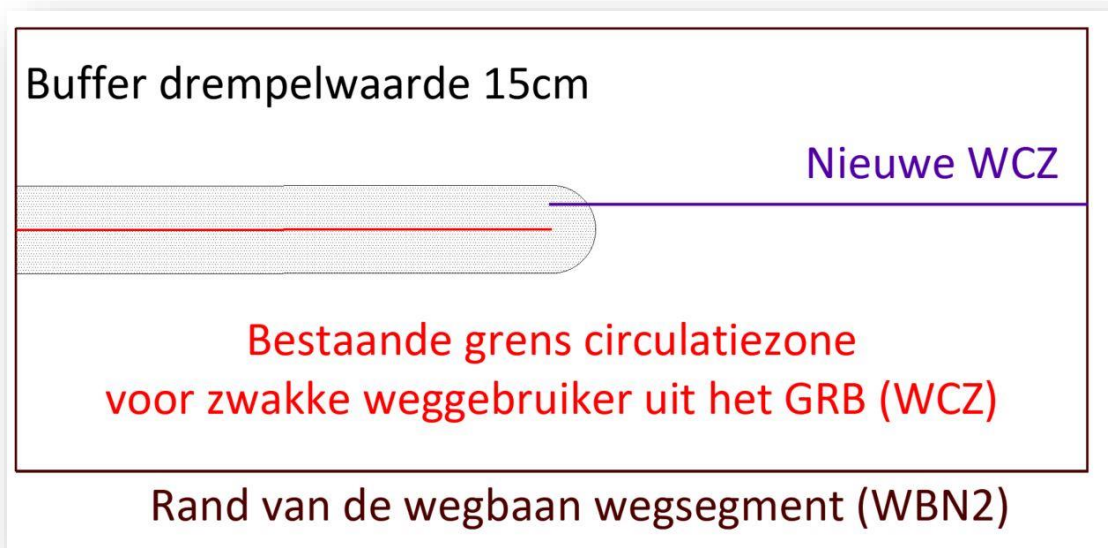 Buffer drempelwaarde 15cm
Nieuwe WCZ
Bestaande grens circulatiezone
voor zwakke weggebruiker uit het GRB (WCZ)
Rand van de wegbaan wegsegment (WBN2)